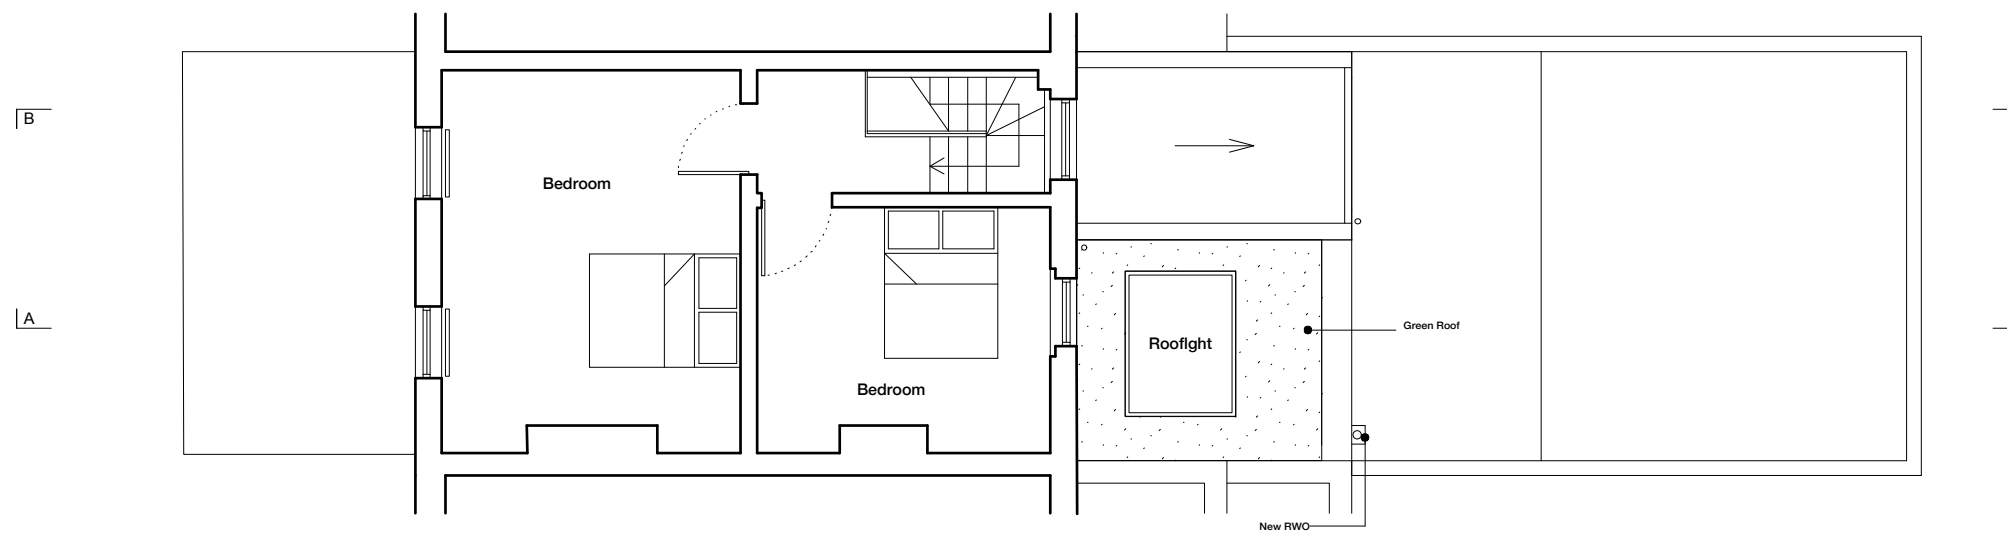 B
Bedroom
A
Green Roof
Rooflght
Bedroom
New RWO